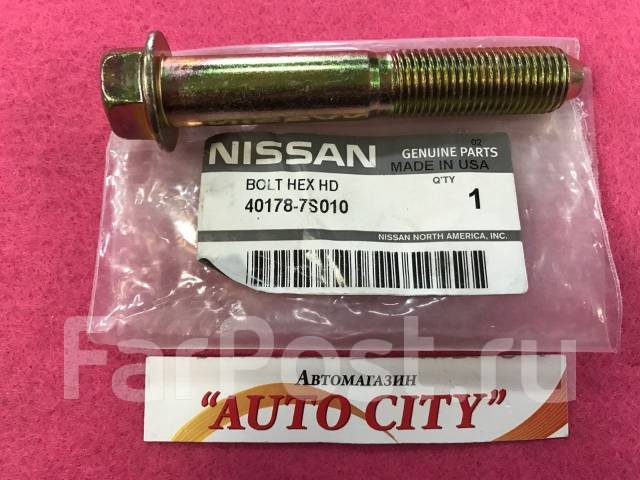 NISSAN
GENUINE PARTS
02
MADE IN USA
BOLT HEX HD
Q'TY
40178-7S010
1
NISSAN NORTH AMERICA, INC.
FarPost.ru
АВТОМАГАЗИН
“AUTO CITY”